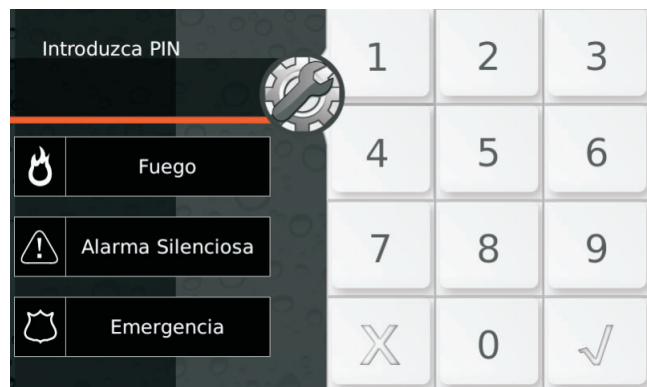 Introduzca PIN
Fuego
Alarma Silenciosa
Emergencia
1 2 3
4 5 6
7 8 9
X 0 √